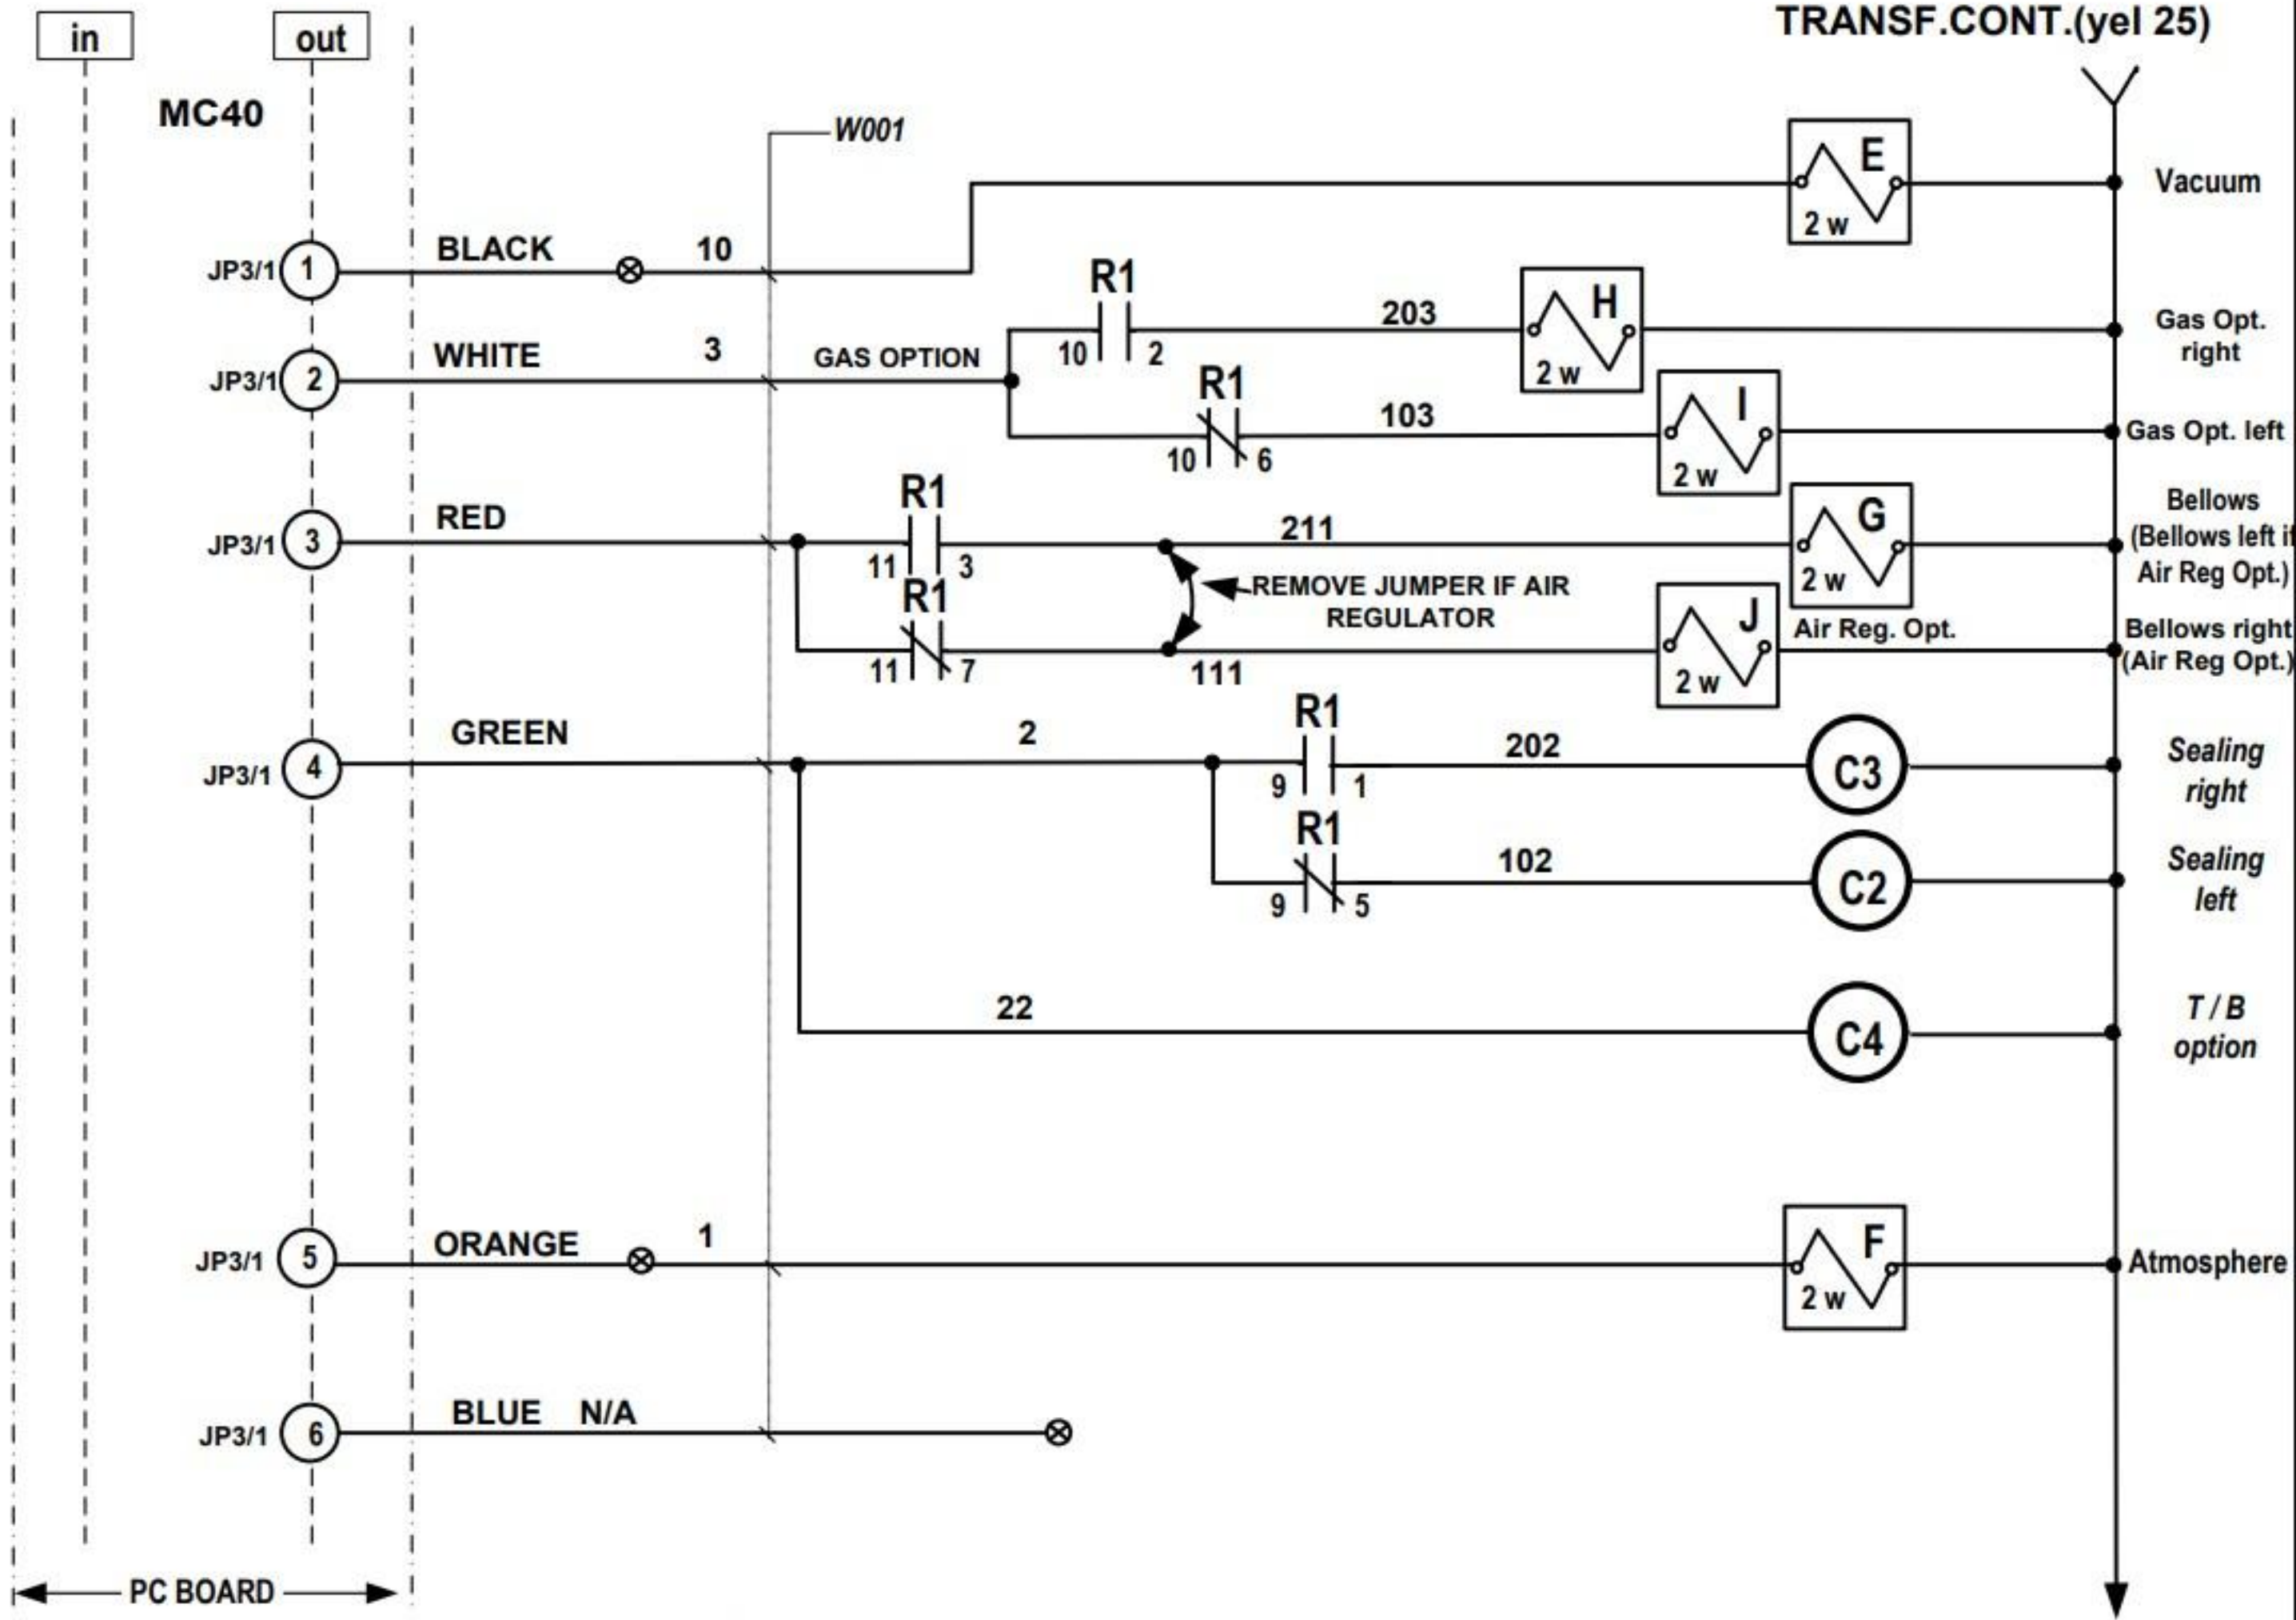 in
out
TRANSF.CONT.(yel 25)
MC40
W001
E
2 w
Vacuum
JP3/1
1
BLACK
10
R1
10
2
203
H
2 w
Gas Opt.
right
JP3/1
2
WHITE
3
GAS OPTION
R1
10
6
103
I
2 w
Gas Opt. left
JP3/1
3
RED
R1
11
3
211
G
2 w
Bellows
(Bellows left if
Air Reg Opt.)
REMOVE JUMPER IF AIR
REGULATOR
R1
11
7
111
J
2 w
Air Reg. Opt.
Bellows right
(Air Reg Opt.)
JP3/1
4
GREEN
2
R1
9
1
202
C3
Sealing
right
R1
9
5
102
C2
Sealing
left
22
C4
T / B
option
JP3/1
5
ORANGE
1
F
2 w
Atmosphere
JP3/1
6
BLUE N/A
PC BOARD